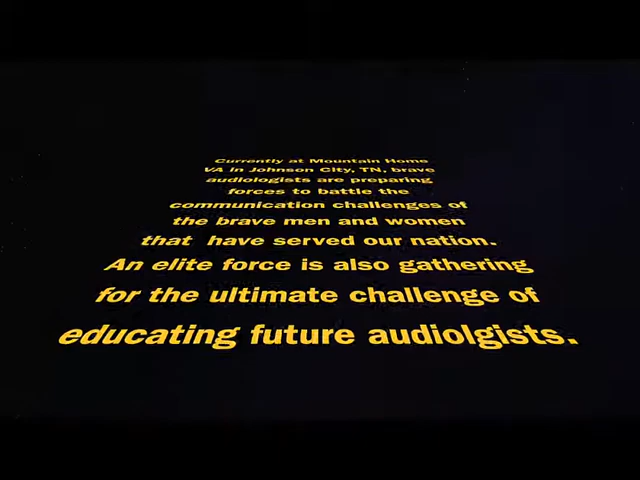 Currently at Mountain Home
VA in Johnson City, TN, brave
audiologists are preparing
forces to battle the
communication challenges of
the brave men and women
that have served our nation.
An elite force is also gathering
for the ultimate challenge of
educating future audiolgists.